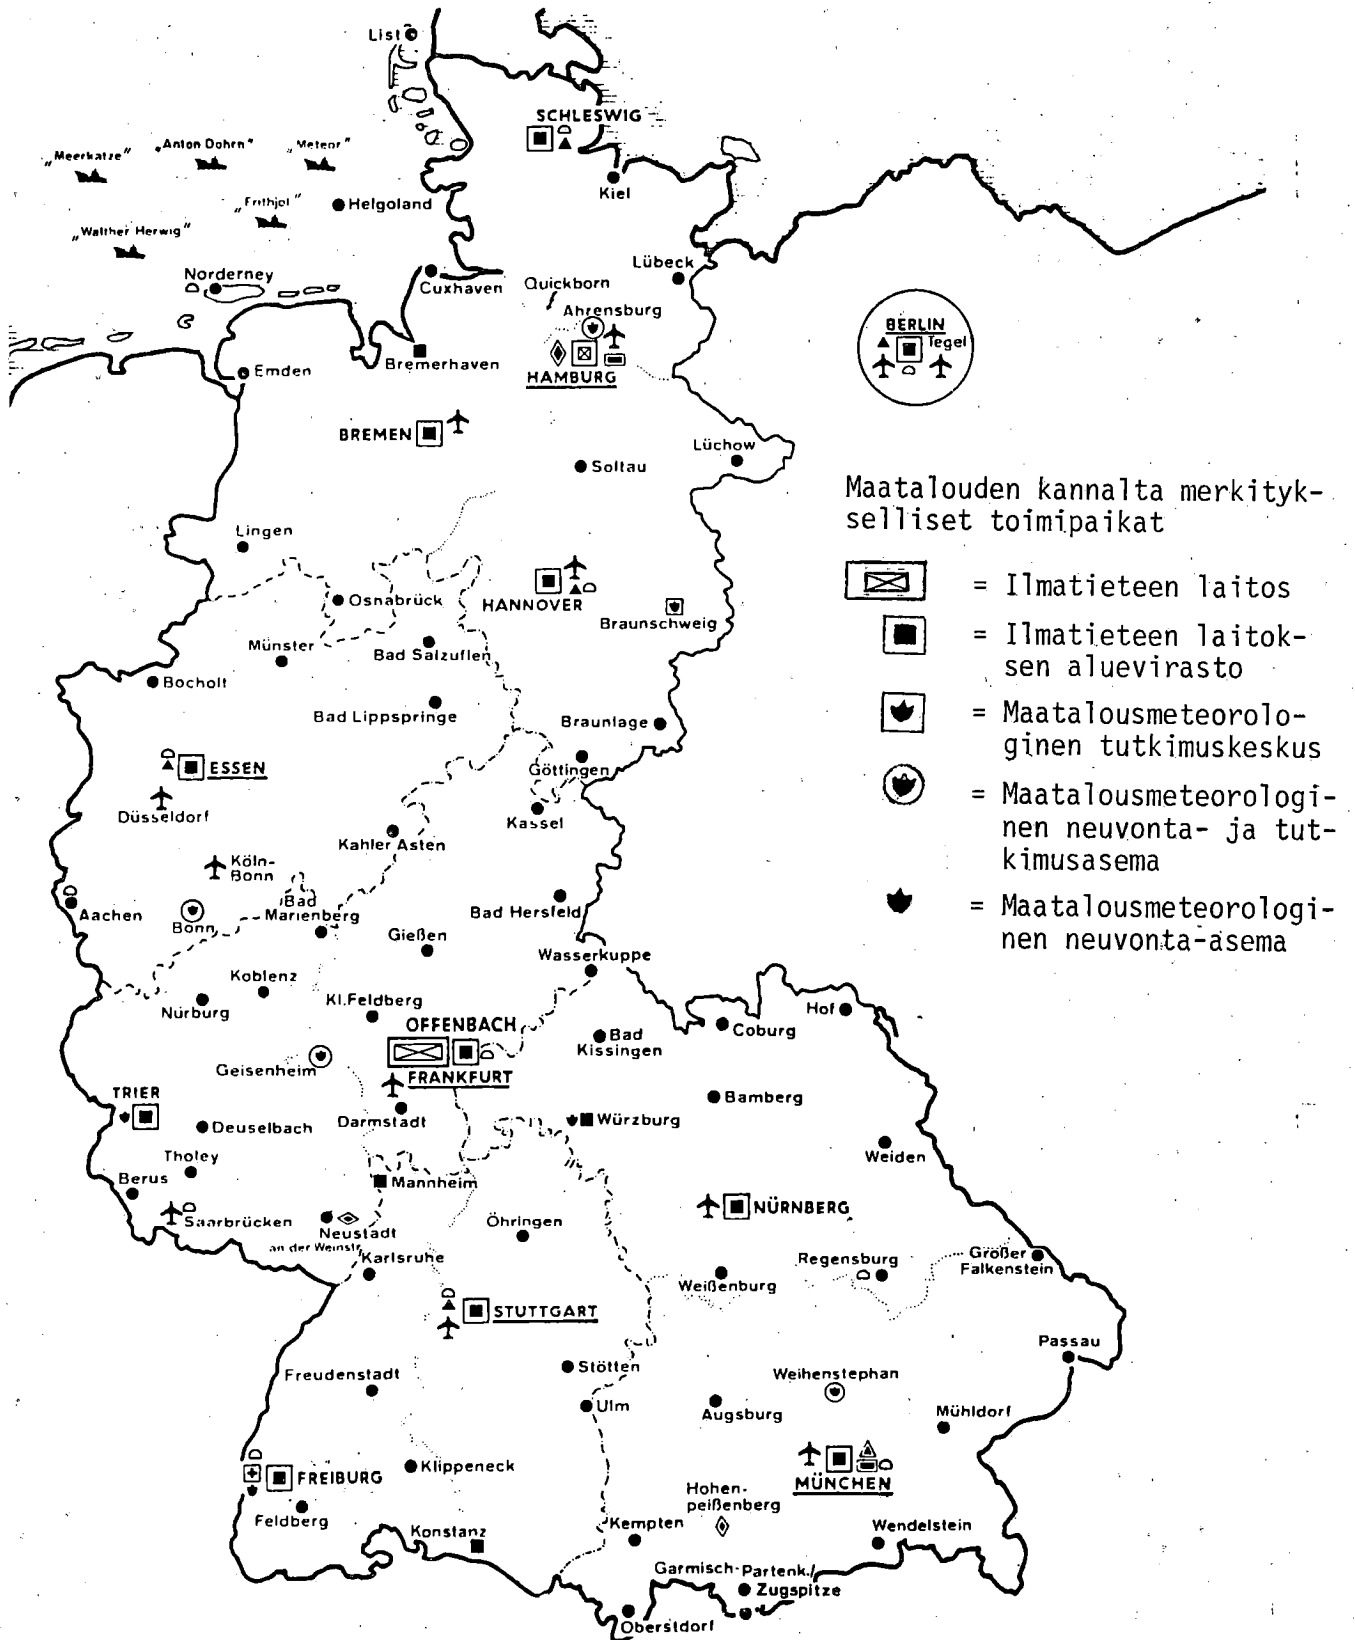 List
SCHLESWIG
„Meerkatze”
„Anton Dohrn”
„Meteor”
Kiel
„Frithjof”
Helgoland
„Walther Herwig”
Lübeck
Norderney
Cuxhaven
Quickborn
Ahrensburg
BERLIN
Tegel
Bremerhaven
Emden
HAMBURG
BREMEN
Lüchow
Soltau
Maatalouden kannalta merkityk-
selliset toimipaikat
Lingen
= Ilmatieteen laitos
Osnabrück
HANNOVER
Braunschweig
= Ilmatieteen laitok-
sen aluevirasto
Münster
Bad Salzuflen
Bocholt
Bad Lippspringe
Braunlage
= Maatalousmeteorolo-
ginen tutkimuskeskus
ESSEN
Göttingen
Düsseldorf
Kassel
= Maatalousmeteorologi-
nen neuvonta- ja tut-
kimusasema
Kahler Asten
Köln-
Bonn
Bad
Marienberg
Aachen
Bonn
Bad Hersfeld
= Maatalousmeteorologi-
nen neuvonta-asema
Gießen
Wasserkuppe
Koblenz
Nürburg
Kl.Feldberg
Hof
OFFENBACH
Coburg
Bad
Kissingen
Geisenheim
FRANKFURT
TRIER
Bamberg
Darmstadt
Würzburg
Deuselbach
Weiden
Tholey
Berus
Mannheim
NÜRNBERG
Saarbrücken
Öhringen
Neustadt
an der Weinstr.
Karlsruhe
Regensburg
Großer
Falkenstein
Weißenburg
STUTTGART
Passau
Stötten
Freudenstadt
Weihenstephan
Ulm
Augsburg
Mühldorf
Klippeneck
FREIBURG
MÜNCHEN
Hohen-
peißenberg
Feldberg
Konstanz
Kempten
Wendelstein
Garmisch-Partenk./
Zugspitze
Oberstdorf